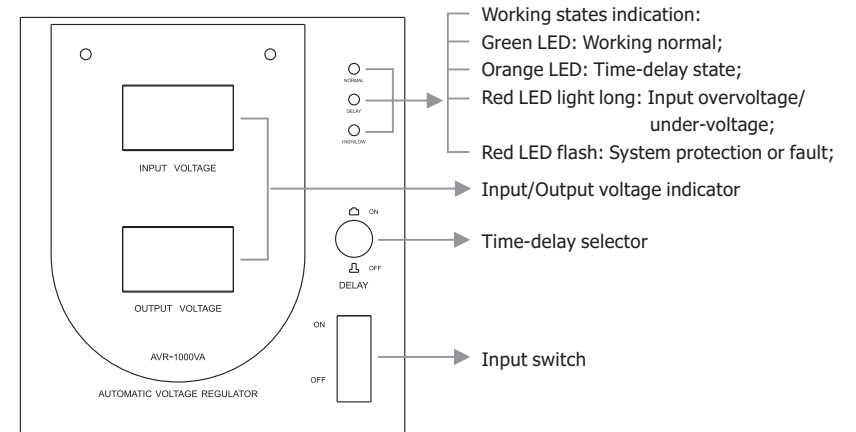 Working states indication:
Green LED: Working normal;
Orange LED: Time-delay state;
Red LED light long: Input overvoltage/
under-voltage;
Red LED flash: System protection or fault;
Input/Output voltage indicator
Time-delay selector
Input switch
NORMAL
DELAY
HIGH/LOW
INPUT VOLTAGE
ON
OFF
DELAY
OUTPUT VOLTAGE
ON
OFF
AVR-1000VA
AUTOMATIC VOLTAGE REGULATOR